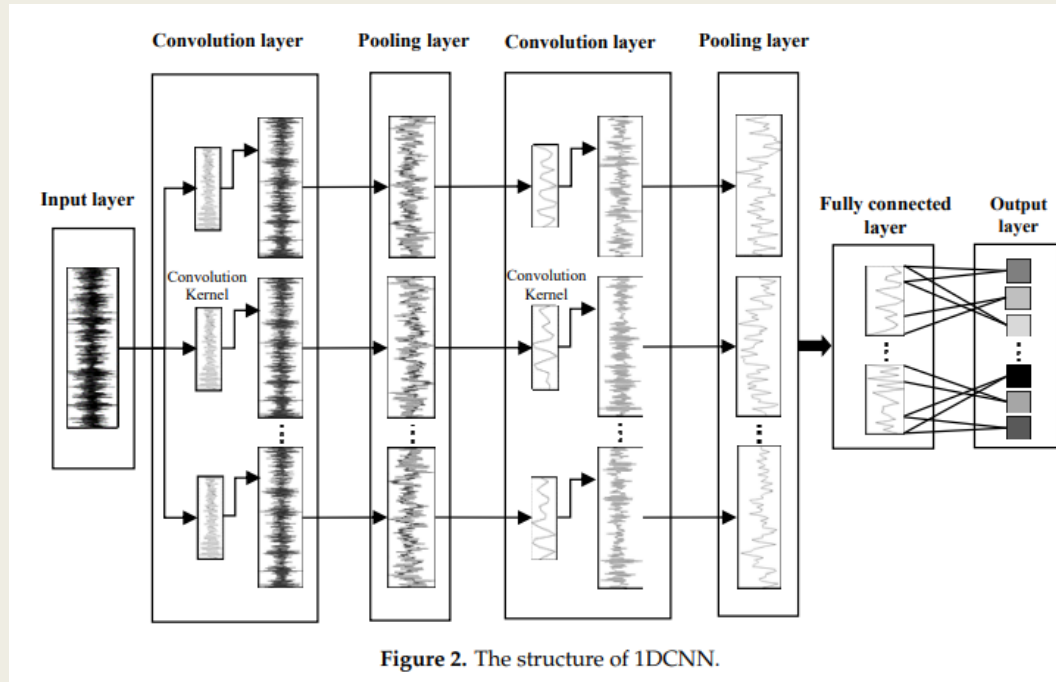 Convolution layer
Pooling layer
Convolution layer
Pooling layer
Input layer
Convolution
Kernel
Convolution
Kernel
Fully connected
layer
Output
layer
Figure 2. The structure of 1DCNN.